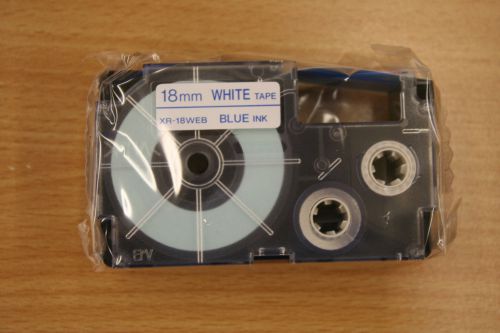 18mm WHITE TAPE
XR-18WEB BLUE INK